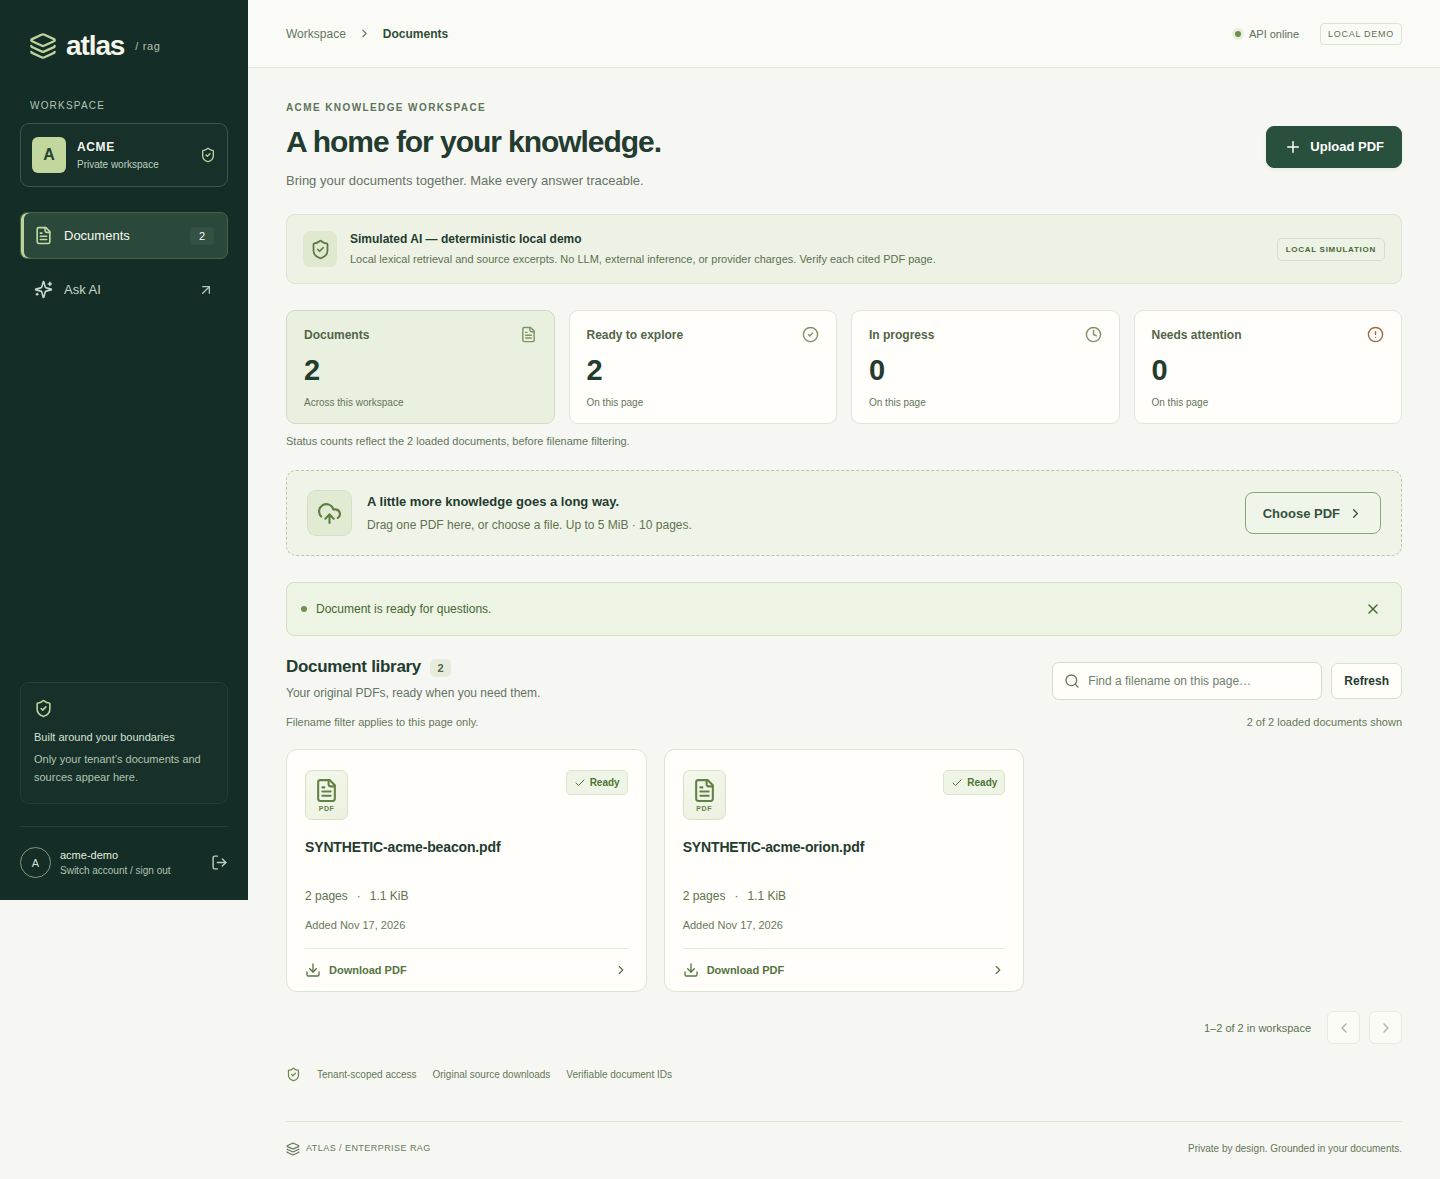 atlas / rag
WORKSPACE
A
ACME
Private workspace
Documents 2
Ask AI
Built around your boundaries
Only your tenant's documents and
sources appear here.
A
acme-demo
Switch account / sign out
Workspace Documents
API online
LOCAL DEMO
ACME KNOWLEDGE WORKSPACE
A home for your knowledge.
Bring your documents together. Make every answer traceable.
Upload PDF
Simulated AI — deterministic local demo
Local lexical retrieval and source excerpts. No LLM, external inference, or provider charges. Verify each cited PDF page.
LOCAL SIMULATION
Documents
2
Across this workspace
Ready to explore
2
On this page
In progress
0
On this page
Needs attention
0
On this page
Status counts reflect the 2 loaded documents, before filename filtering.
A little more knowledge goes a long way.
Drag one PDF here, or choose a file. Up to 5 MiB · 10 pages.
Choose PDF
Document is ready for questions.
Document library 2
Your original PDFs, ready when you need them.
Find a filename on this page…
Refresh
Filename filter applies to this page only.
2 of 2 loaded documents shown
PDF
Ready
SYNTHETIC-acme-beacon.pdf
2 pages · 1.1 KiB
Added Nov 17, 2026
Download PDF
PDF
Ready
SYNTHETIC-acme-orion.pdf
2 pages · 1.1 KiB
Added Nov 17, 2026
Download PDF
1–2 of 2 in workspace
Tenant-scoped access Original source downloads Verifiable document IDs
ATLAS / ENTERPRISE RAG
Private by design. Grounded in your documents.